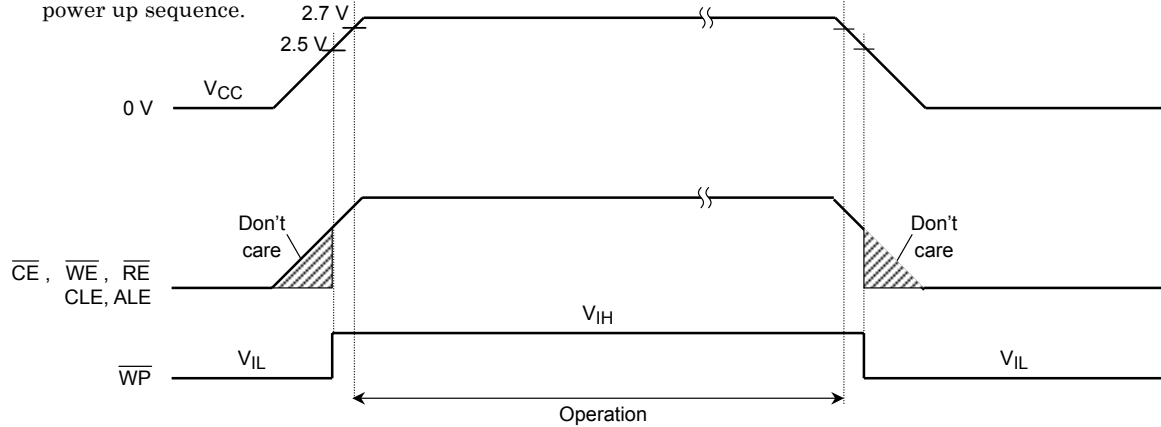 power up sequence.
2.7 V
2.5 V
VCC
0 V
Don't
care
Don't
care
CE , WE , RE
CLE, ALE
VIH
VIL
VIL
WP
Operation